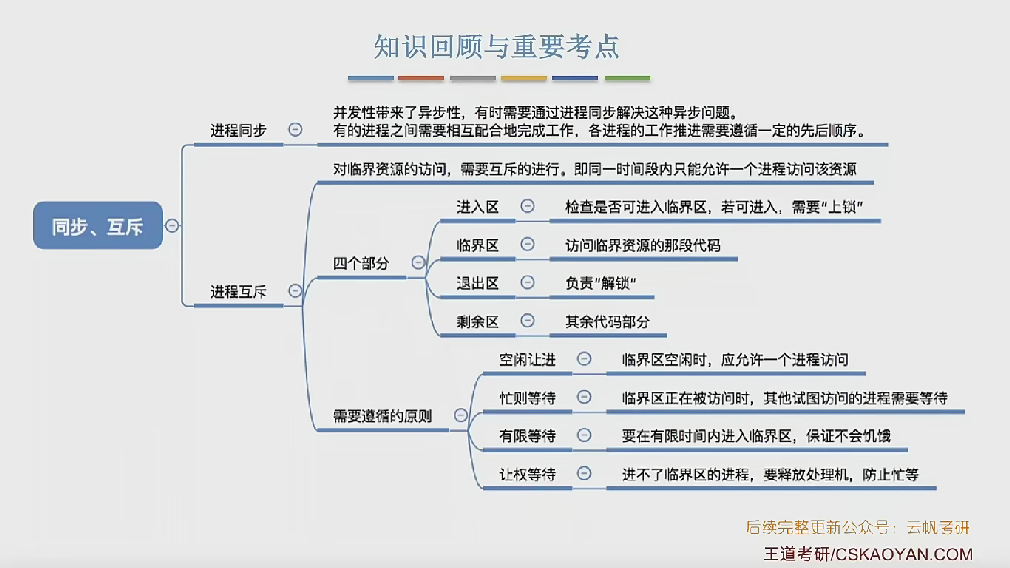 知识回顾与重要考点
并发性带来了异步性，有时需要通过进程同步解决这种异步问题。
进程同步
有的进程之间需要相互配合地完成工作，各进程的工作推进需要遵循一定的先后顺序。
对临界资源的访问，需要互斥的进行。即同一时间段内只能允许一个进程访问该资源
进入区 检查是否可进入临界区，若可进入，需要“上锁”
同步、互斥
临界区 访问临界资源的那段代码
四个部分
退出区 负责“解锁”
进程互斥
剩余区 其余代码部分
空闲让进 临界区空闲时，应允许一个进程访问
忙则等待 临界区正在被访问时，其他试图访问的进程需要等待
需要遵循的原则
有限等待 要在有限时间内进入临界区，保证不会饥饿
让权等待 进不了临界区的进程，要释放处理机，防止忙等
后续完整更新公众号：云帆考研
王道考研/CSKAOYAN.COM